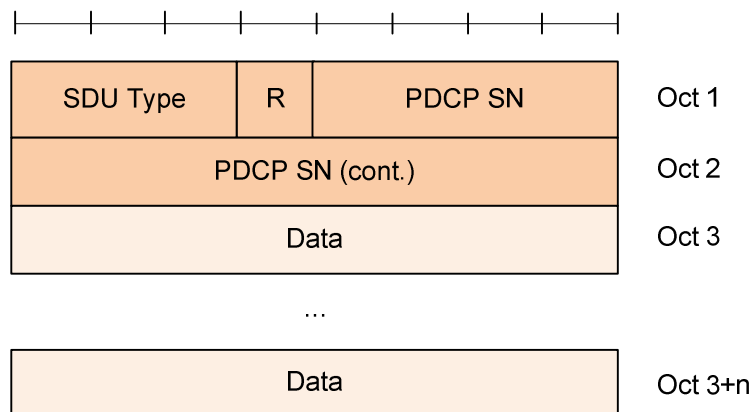 SDU Type R PDCP SN Oct 1
PDCP SN (cont.) Oct 2
Data Oct 3
...
Data Oct 3+n